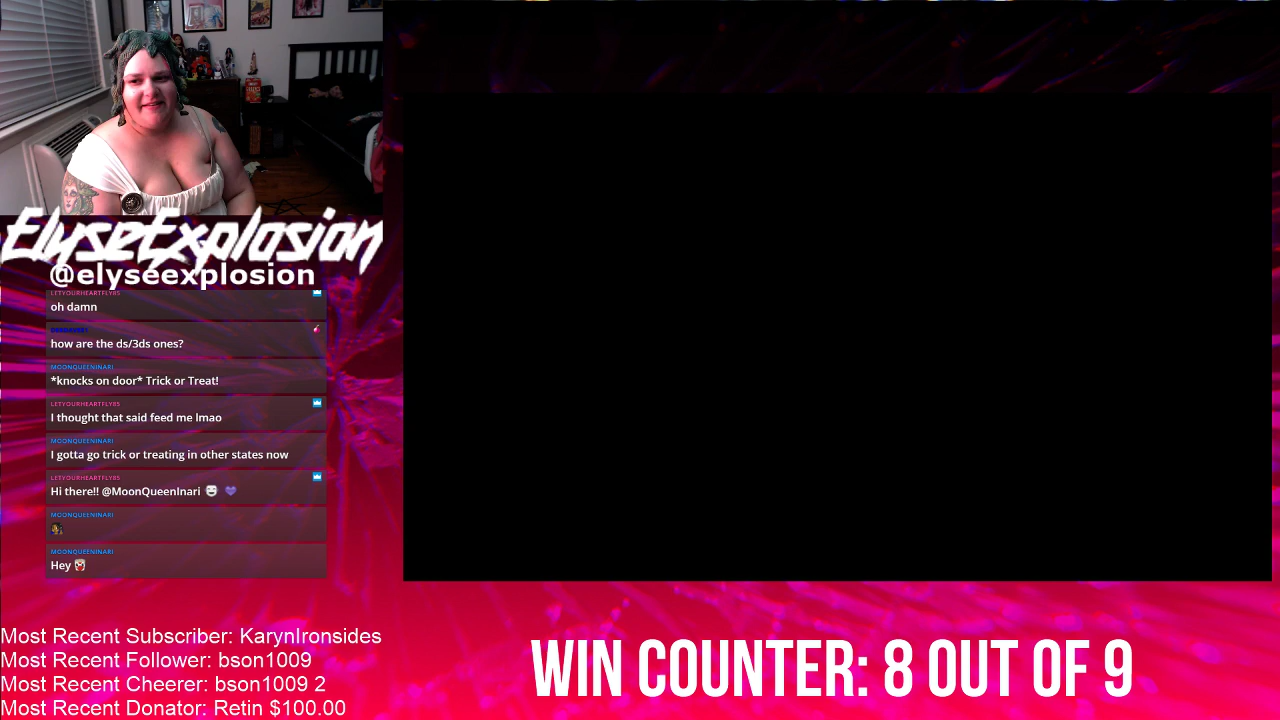 ElyseExplosion
@elyseexplosion
LETYOURHEARTFLY85
oh damn
how are the ds/3ds ones?
MOONQUEENINARI
*knocks on door* Trick or Treat!
LETYOURHEARTFLY85
I thought that said feed me lmao
MOONQUEENINARI
I gotta go trick or treating in other states now
LETYOURHEARTFLY85
Hi there!! @MoonQueenInari
MOONQUEENINARI
MOONQUEENINARI
Hey
Most Recent Subscriber: KarynIronsides
Most Recent Follower: bson1009
Most Recent Cheerer: bson1009 2
Most Recent Donator: Retin $100.00
WIN COUNTER: 8 OUT OF 9